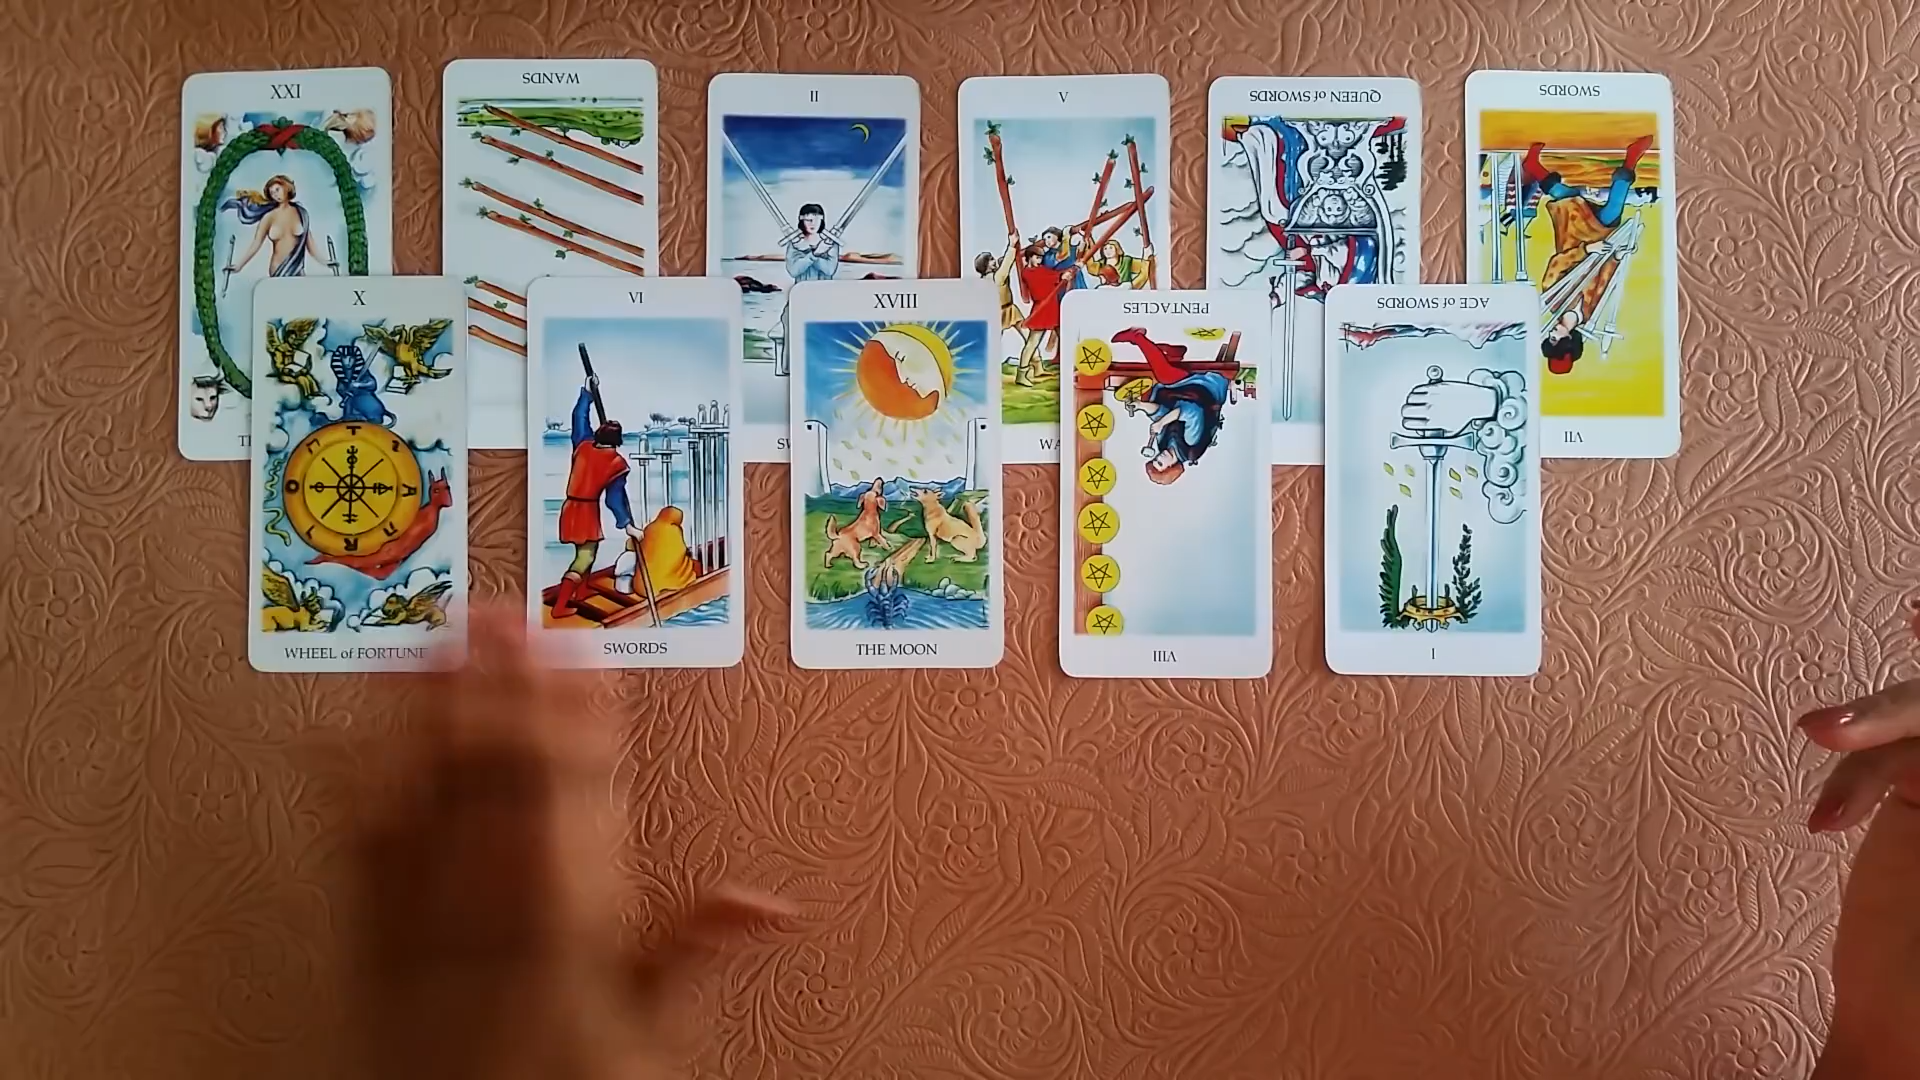 XXI
WANDS
II
V
QUEEN of SWORDS
SWORDS
X
VI
XVIII
PENTACLES
ACE of SWORDS
VII
WHEEL of FORTUNE
SWORDS
THE MOON
VIII
I